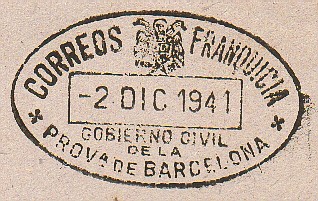 CORREOS FRANQUICIA
-2. DIC 1941
GOBIERNO CIVIL
DE LA
PROVA DE BARCELONA